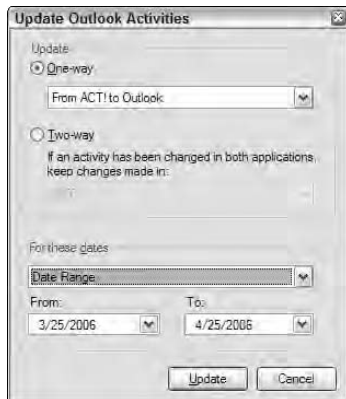 Update Outlook Activities
Update
One-way
From ACT! to Outlook
Two-way
If an activity has been changed in both applications
keep changes made in:
For these dates
Date Range
From: To:
3/25/2006 4/25/2006
Update Cancel